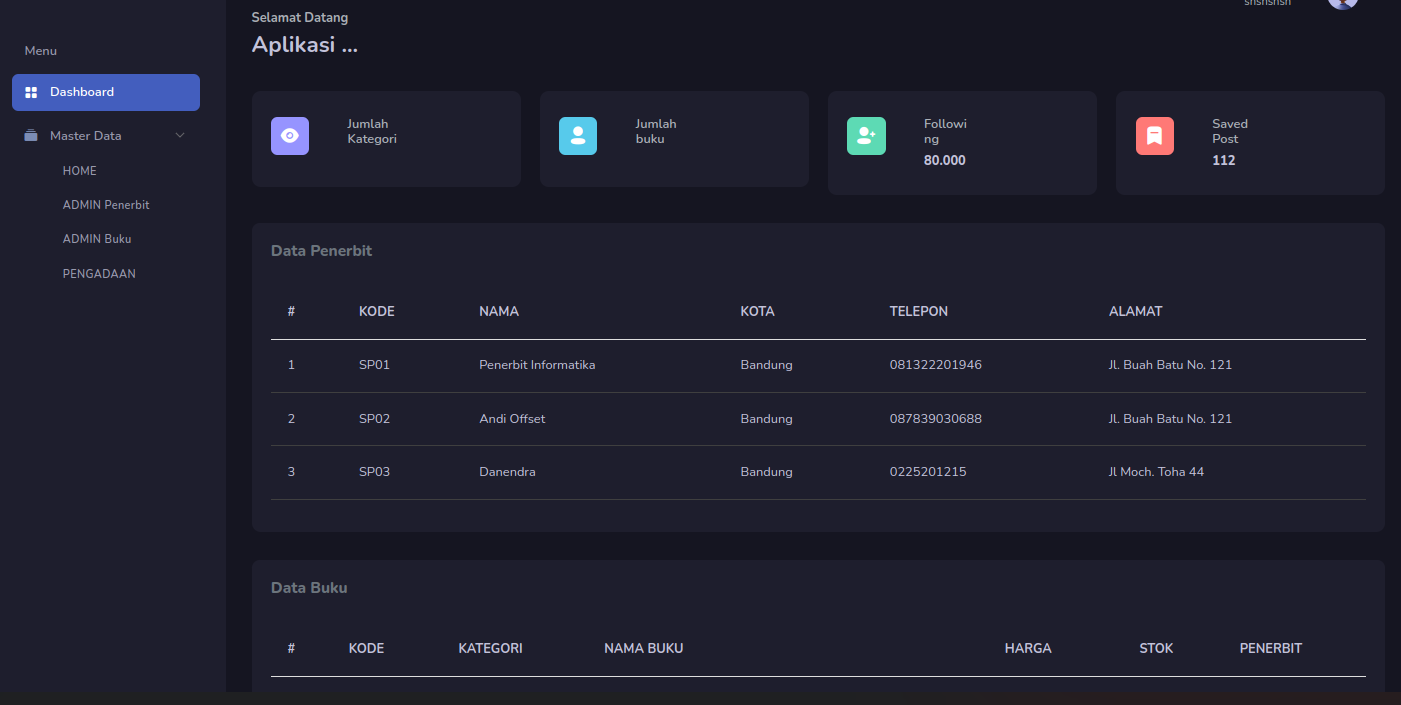 shshshsh
Selamat Datang
Aplikasi ...
Menu
Dashboard
Master Data
HOME
ADMIN Penerbit
ADMIN Buku
PENGADAAN
Jumlah
Kategori
Jumlah
buku
Followi
ng
80.000
Saved
Post
112
Data Penerbit
# KODE NAMA KOTA TELEPON ALAMAT
1 SP01 Penerbit Informatika Bandung 081322201946 Jl. Buah Batu No. 121
2 SP02 Andi Offset Bandung 087839030688 Jl. Buah Batu No. 121
3 SP03 Danendra Bandung 0225201215 Jl Moch. Toha 44
Data Buku
# KODE KATEGORI NAMA BUKU HARGA STOK PENERBIT